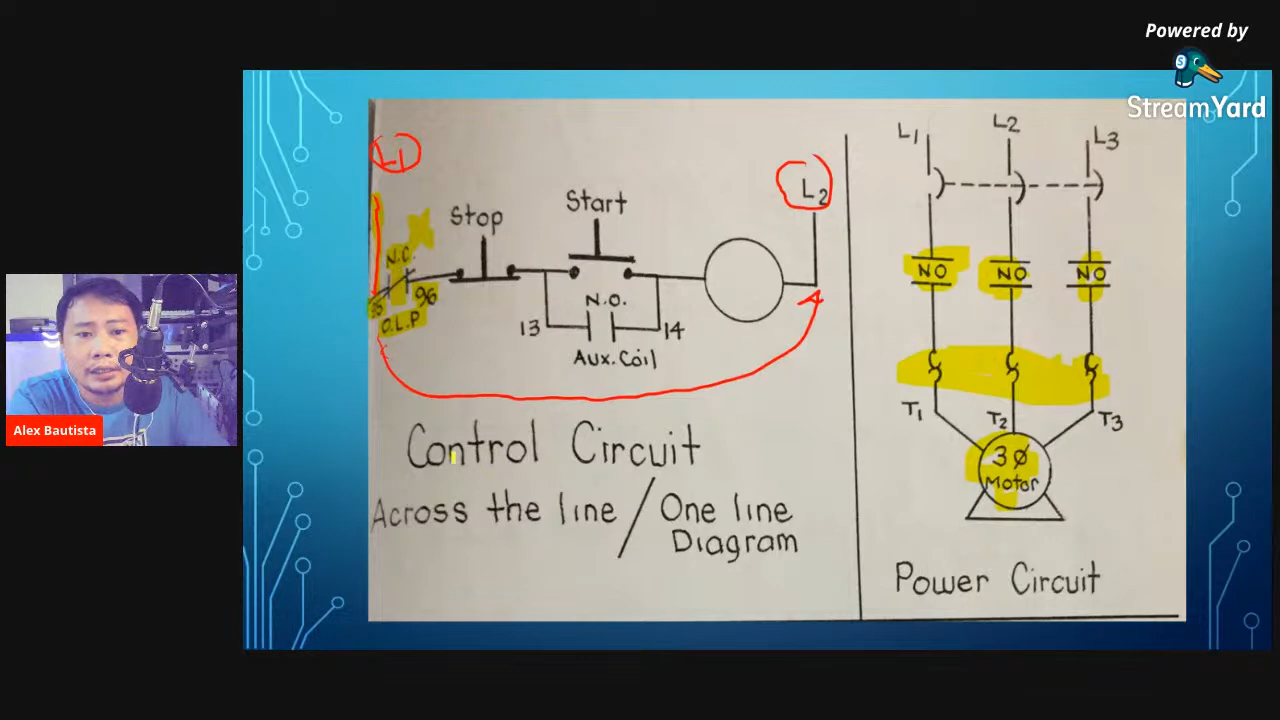 Powered by
StreamYard
L1
L2
Stop
Start
N.C.
95 96
O.L.P
N.O.
13 14
Aux. Coil
Control Circuit
Across the line / One line
Diagram
L1 L2 L3
NO NO NO
T1 T2 T3
3Ø
Motor
Power Circuit
Alex Bautista